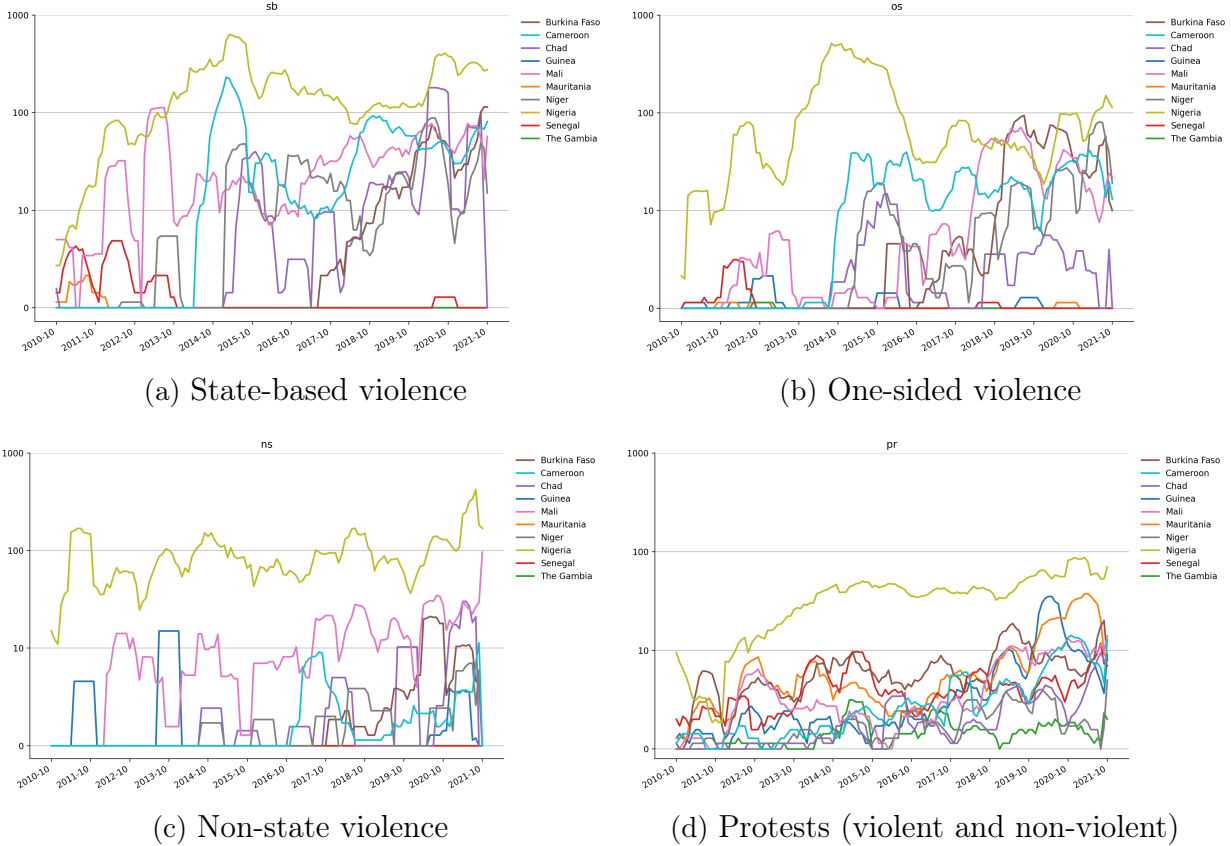 sb
1000
100
10
0
2010-10
2011-10
2012-10
2013-10
2014-10
2015-10
2016-10
2017-10
2018-10
2019-10
2020-10
2021-10
Burkina Faso
Cameroon
Chad
Guinea
Mali
Mauritania
Niger
Nigeria
Senegal
The Gambia
(a) State-based violence
os
1000
100
10
0
2010-10
2011-10
2012-10
2013-10
2014-10
2015-10
2016-10
2017-10
2018-10
2019-10
2020-10
2021-10
Burkina Faso
Cameroon
Chad
Guinea
Mali
Mauritania
Niger
Nigeria
Senegal
The Gambia
(b) One-sided violence
ns
1000
100
10
0
2010-10
2011-10
2012-10
2013-10
2014-10
2015-10
2016-10
2017-10
2018-10
2019-10
2020-10
2021-10
Burkina Faso
Cameroon
Chad
Guinea
Mali
Mauritania
Niger
Nigeria
Senegal
The Gambia
(c) Non-state violence
pr
1000
100
10
0
2010-10
2011-10
2012-10
2013-10
2014-10
2015-10
2016-10
2017-10
2018-10
2019-10
2020-10
2021-10
Burkina Faso
Cameroon
Chad
Guinea
Mali
Mauritania
Niger
Nigeria
Senegal
The Gambia
(d) Protests (violent and non-violent)